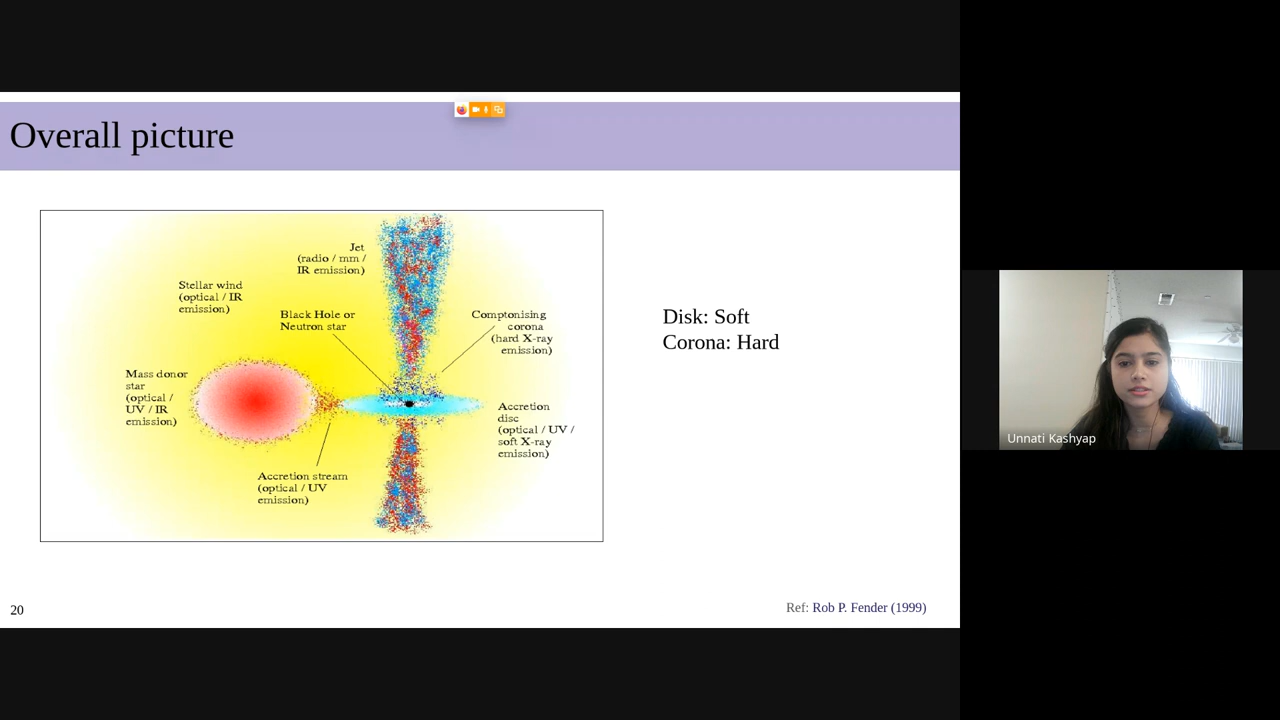 Overall picture
Jet
(radio / mm /
IR emission)
Stellar wind
(optical / IR
emission)
Black Hole or
Neutron star
Comptonising
corona
(hard X-ray
emission)
Mass donor
star
(optical /
UV / IR
emission)
Accretion
disc
(optical / UV /
soft X-ray
emission)
Accretion stream
(optical / UV
emission)
Disk: Soft
Corona: Hard
Unnati Kashyap
20
Ref: Rob P. Fender (1999)